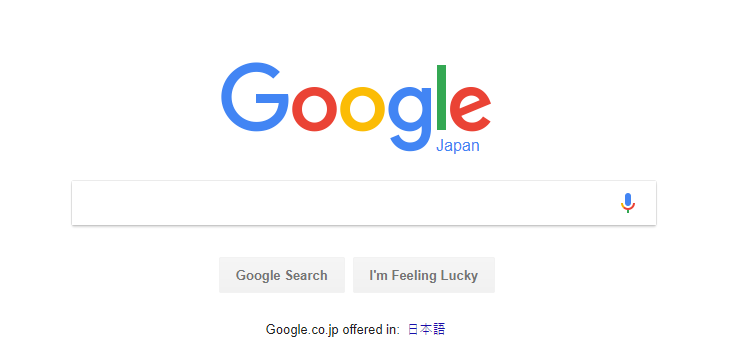 Google
Japan
Google Search
I'm Feeling Lucky
Google.co.jp offered in: 日本語